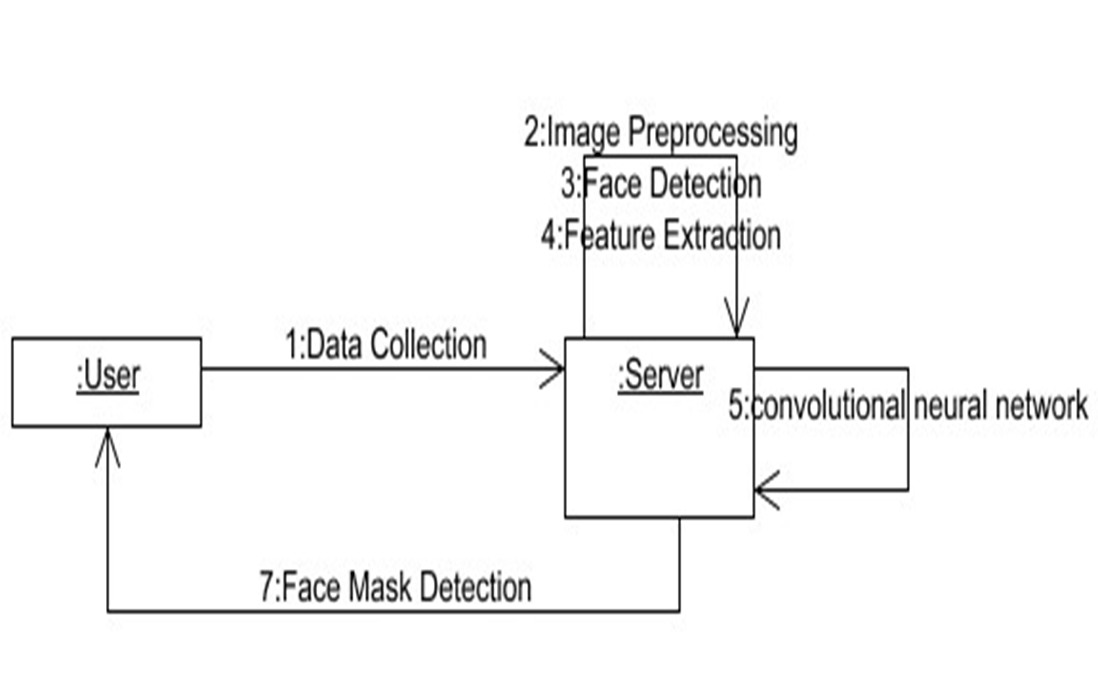 2:Image Preprocessing
3:Face Detection
4:Feature Extraction
1:Data Collection
:User
:Server
5:convolutional neural network
7:Face Mask Detection